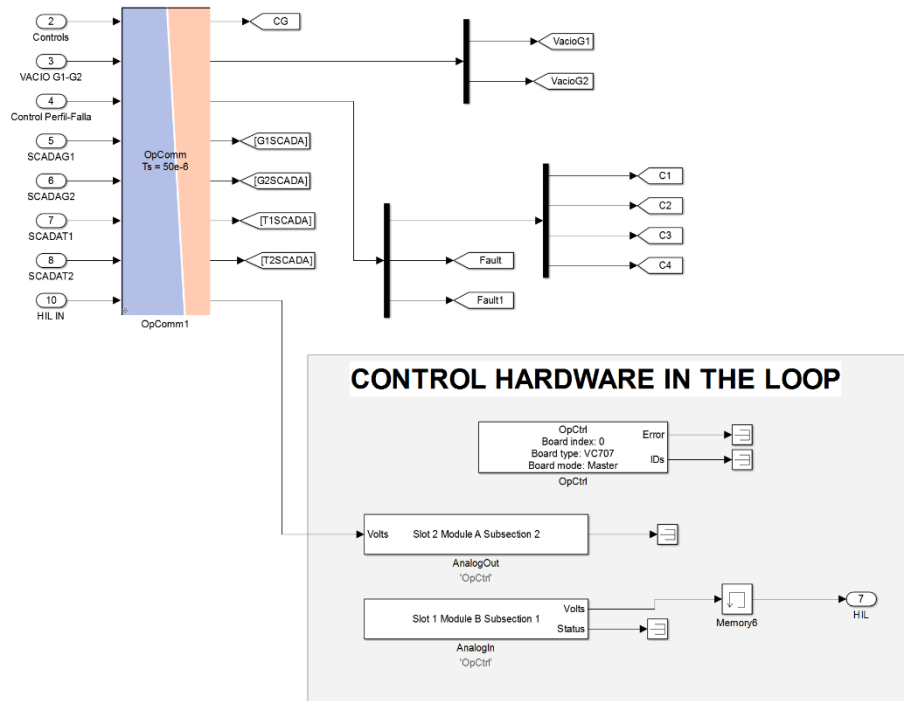 2
Controls
3
VACIO G1-G2
4
Control Perfil-Falla
5
SCADAG1
6
SCADAG2
7
SCADAT1
8
SCADAT2
10
HIL IN
OpComm
Ts = 50e-6
OpComm1
CG
[G1SCADA]
[G2SCADA]
[T1SCADA]
[T2SCADA]
VacioG1
VacioG2
Fault
Fault1
C1
C2
C3
C4
CONTROL HARDWARE IN THE LOOP
OpCtrl
Board index: 0
Board type: VC707
Board mode: Master
Error
IDs
OpCtrl
Volts
Slot 2 Module A Subsection 2
AnalogOut
'OpCtrl'
Slot 1 Module B Subsection 1
Volts
Status
AnalogIn
'OpCtrl'
Memory6
7
HIL